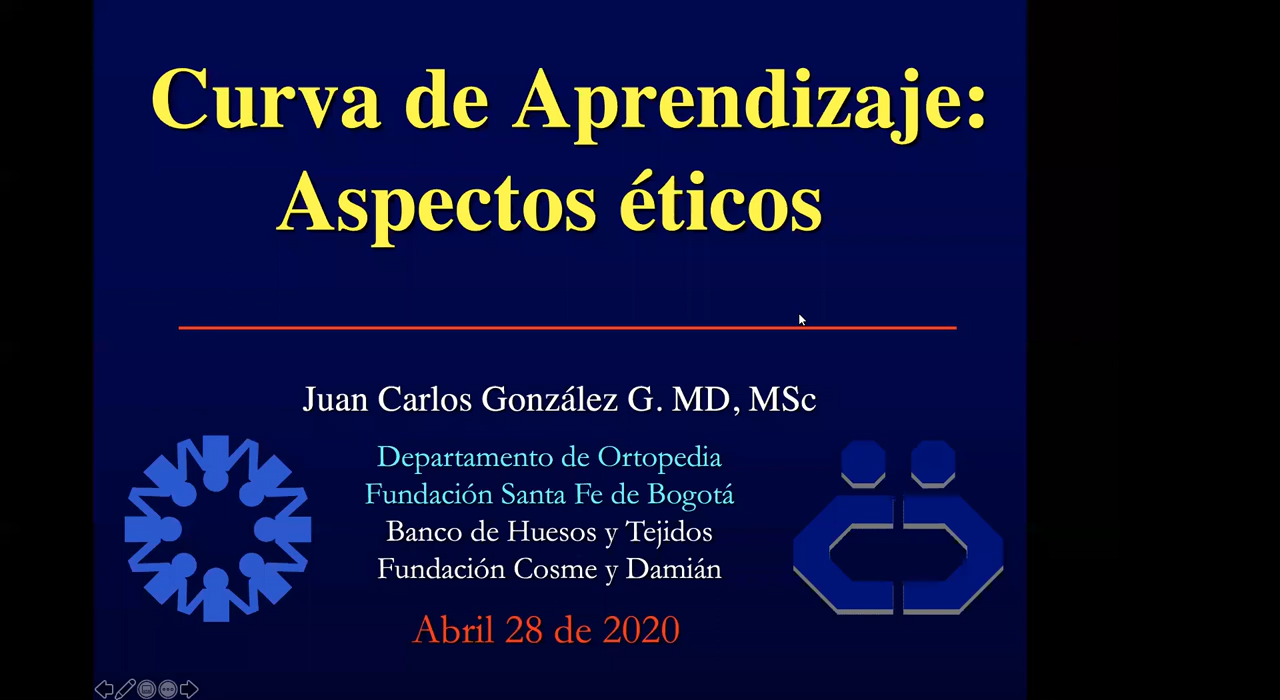 Curva de Aprendizaje:
Aspectos éticos
Juan Carlos González G. MD, MSc
Departamento de Ortopedia
Fundación Santa Fe de Bogotá
Banco de Huesos y Tejidos
Fundación Cosme y Damián
Abril 28 de 2020